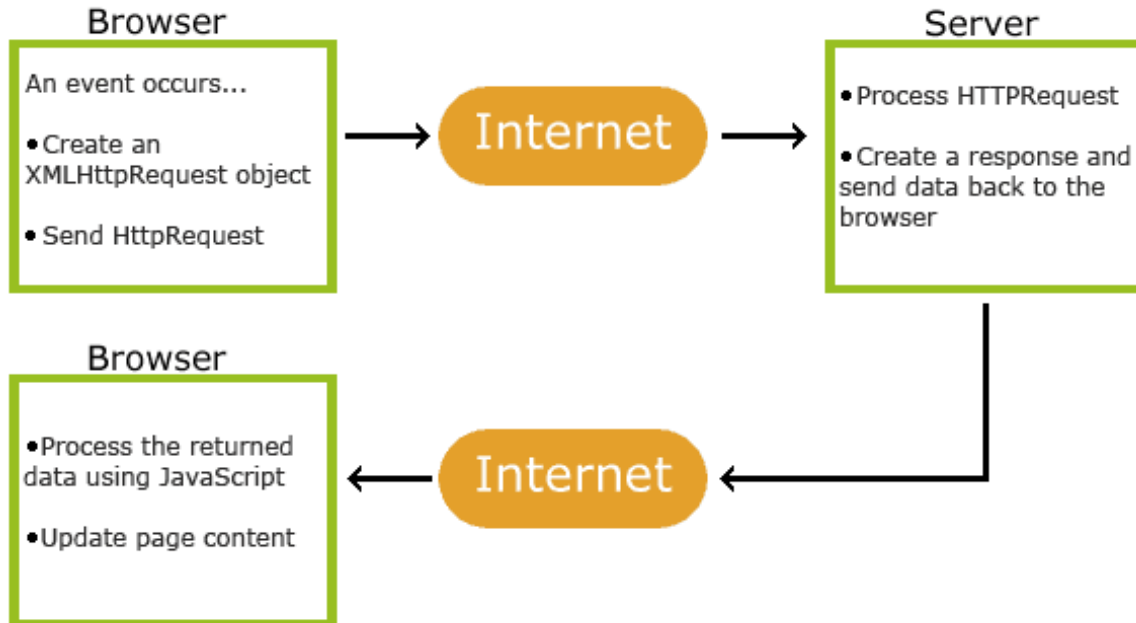 Browser
An event occurs...
•Create an
XMLHttpRequest object
•Send HttpRequest
Internet
Server
•Process HTTPRequest
•Create a response and
send data back to the
browser
Browser
•Process the returned
data using JavaScript
•Update page content
Internet